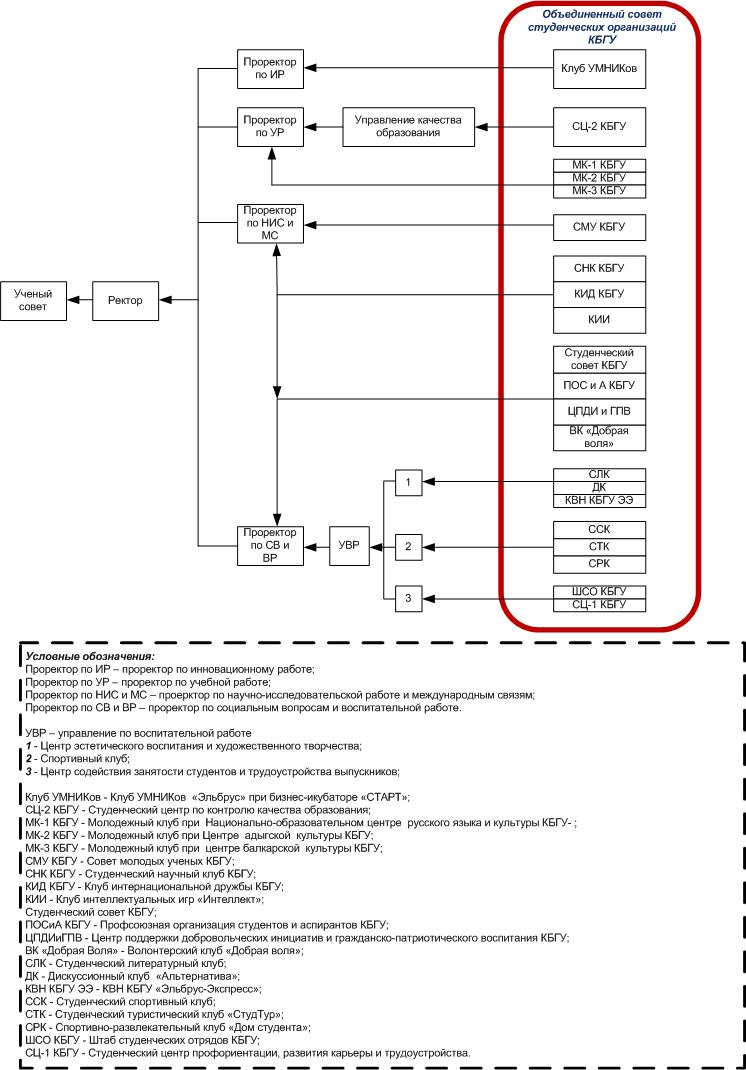 Объединенный совет
студенческих организаций
КБГУ
Проректор
по ИР
Клуб УМНИКов
Проректор
по УР
Управление качества
образования
СЦ-2 КБГУ
МК-1 КБГУ
МК-2 КБГУ
МК-3 КБГУ
Проректор
по НИС и
МС
СМУ КБГУ
СНК КБГУ
Ученый
совет
Ректор
КИД КБГУ
КИИ
Студенческий
совет КБГУ
ПОС и А КБГУ
ЦПДИ и ГПВ
ВК «Добрая
воля»
1
СЛК
ДК
КВН КБГУ ЭЭ
Проректор
по СВ и
ВР
УВР
2
ССК
СТК
СРК
3
ШСО КБГУ
СЦ-1 КБГУ
Условные обозначения:
Проректор по ИР – проректор по инновационному работе;
Проректор по УР – проректор по учебной работе;
Проректор по НИС и МС – проерктор по научно-исследовательской работе и международным связям;
Проректор по СВ и ВР – проректор по социальным вопросам и воспитательной работе.
УВР – управление по воспитательной работе
1 - Центр эстетического воспитания и художественного творчества;
2 - Спортивный клуб;
3 - Центр содействия занятости студентов и трудоустройства выпускников;
Клуб УМНИКов - Клуб УМНИКов «Эльбрус» при бизнес-икубаторе «СТАРТ»;
СЦ-2 КБГУ - Студенческий центр по контролю качества образования;
МК-1 КБГУ - Молодежный клуб при Национально-образовательном центре русского языка и культуры КБГУ- ;
МК-2 КБГУ - Молодежный клуб при Центре адыгской культуры КБГУ;
МК-3 КБГУ - Молодежный клуб при центре балкарской культуры КБГУ;
СМУ КБГУ - Совет молодых ученых КБГУ;
СНК КБГУ - Студенческий научный клуб КБГУ;
КИД КБГУ - Клуб интернациональной дружбы КБГУ;
КИИ - Клуб интеллектуальных игр «Интеллект»;
Студенческий совет КБГУ;
ПОСиА КБГУ - Профсоюзная организация студентов и аспирантов КБГУ;
ЦПДИиГПВ - Центр поддержки добровольческих инициатив и гражданско-патриотического воспитания КБГУ;
ВК «Добрая Воля» - Волонтерский клуб «Добрая воля»;
СЛК - Студенческий литературный клуб;
ДК - Дискуссионный клуб «Альтернатива»;
КВН КБГУ ЭЭ - КВН КБГУ «Эльбрус-Экспресс»;
ССК - Студенческий спортивный клуб;
СТК - Студенческий туристический клуб «СтудТур»;
СРК - Спортивно-развлекательный клуб «Дом студента»;
ШСО КБГУ - Штаб студенческих отрядов КБГУ;
СЦ-1 КБГУ - Студенческий центр профориентации, развития карьеры и трудоустройства.